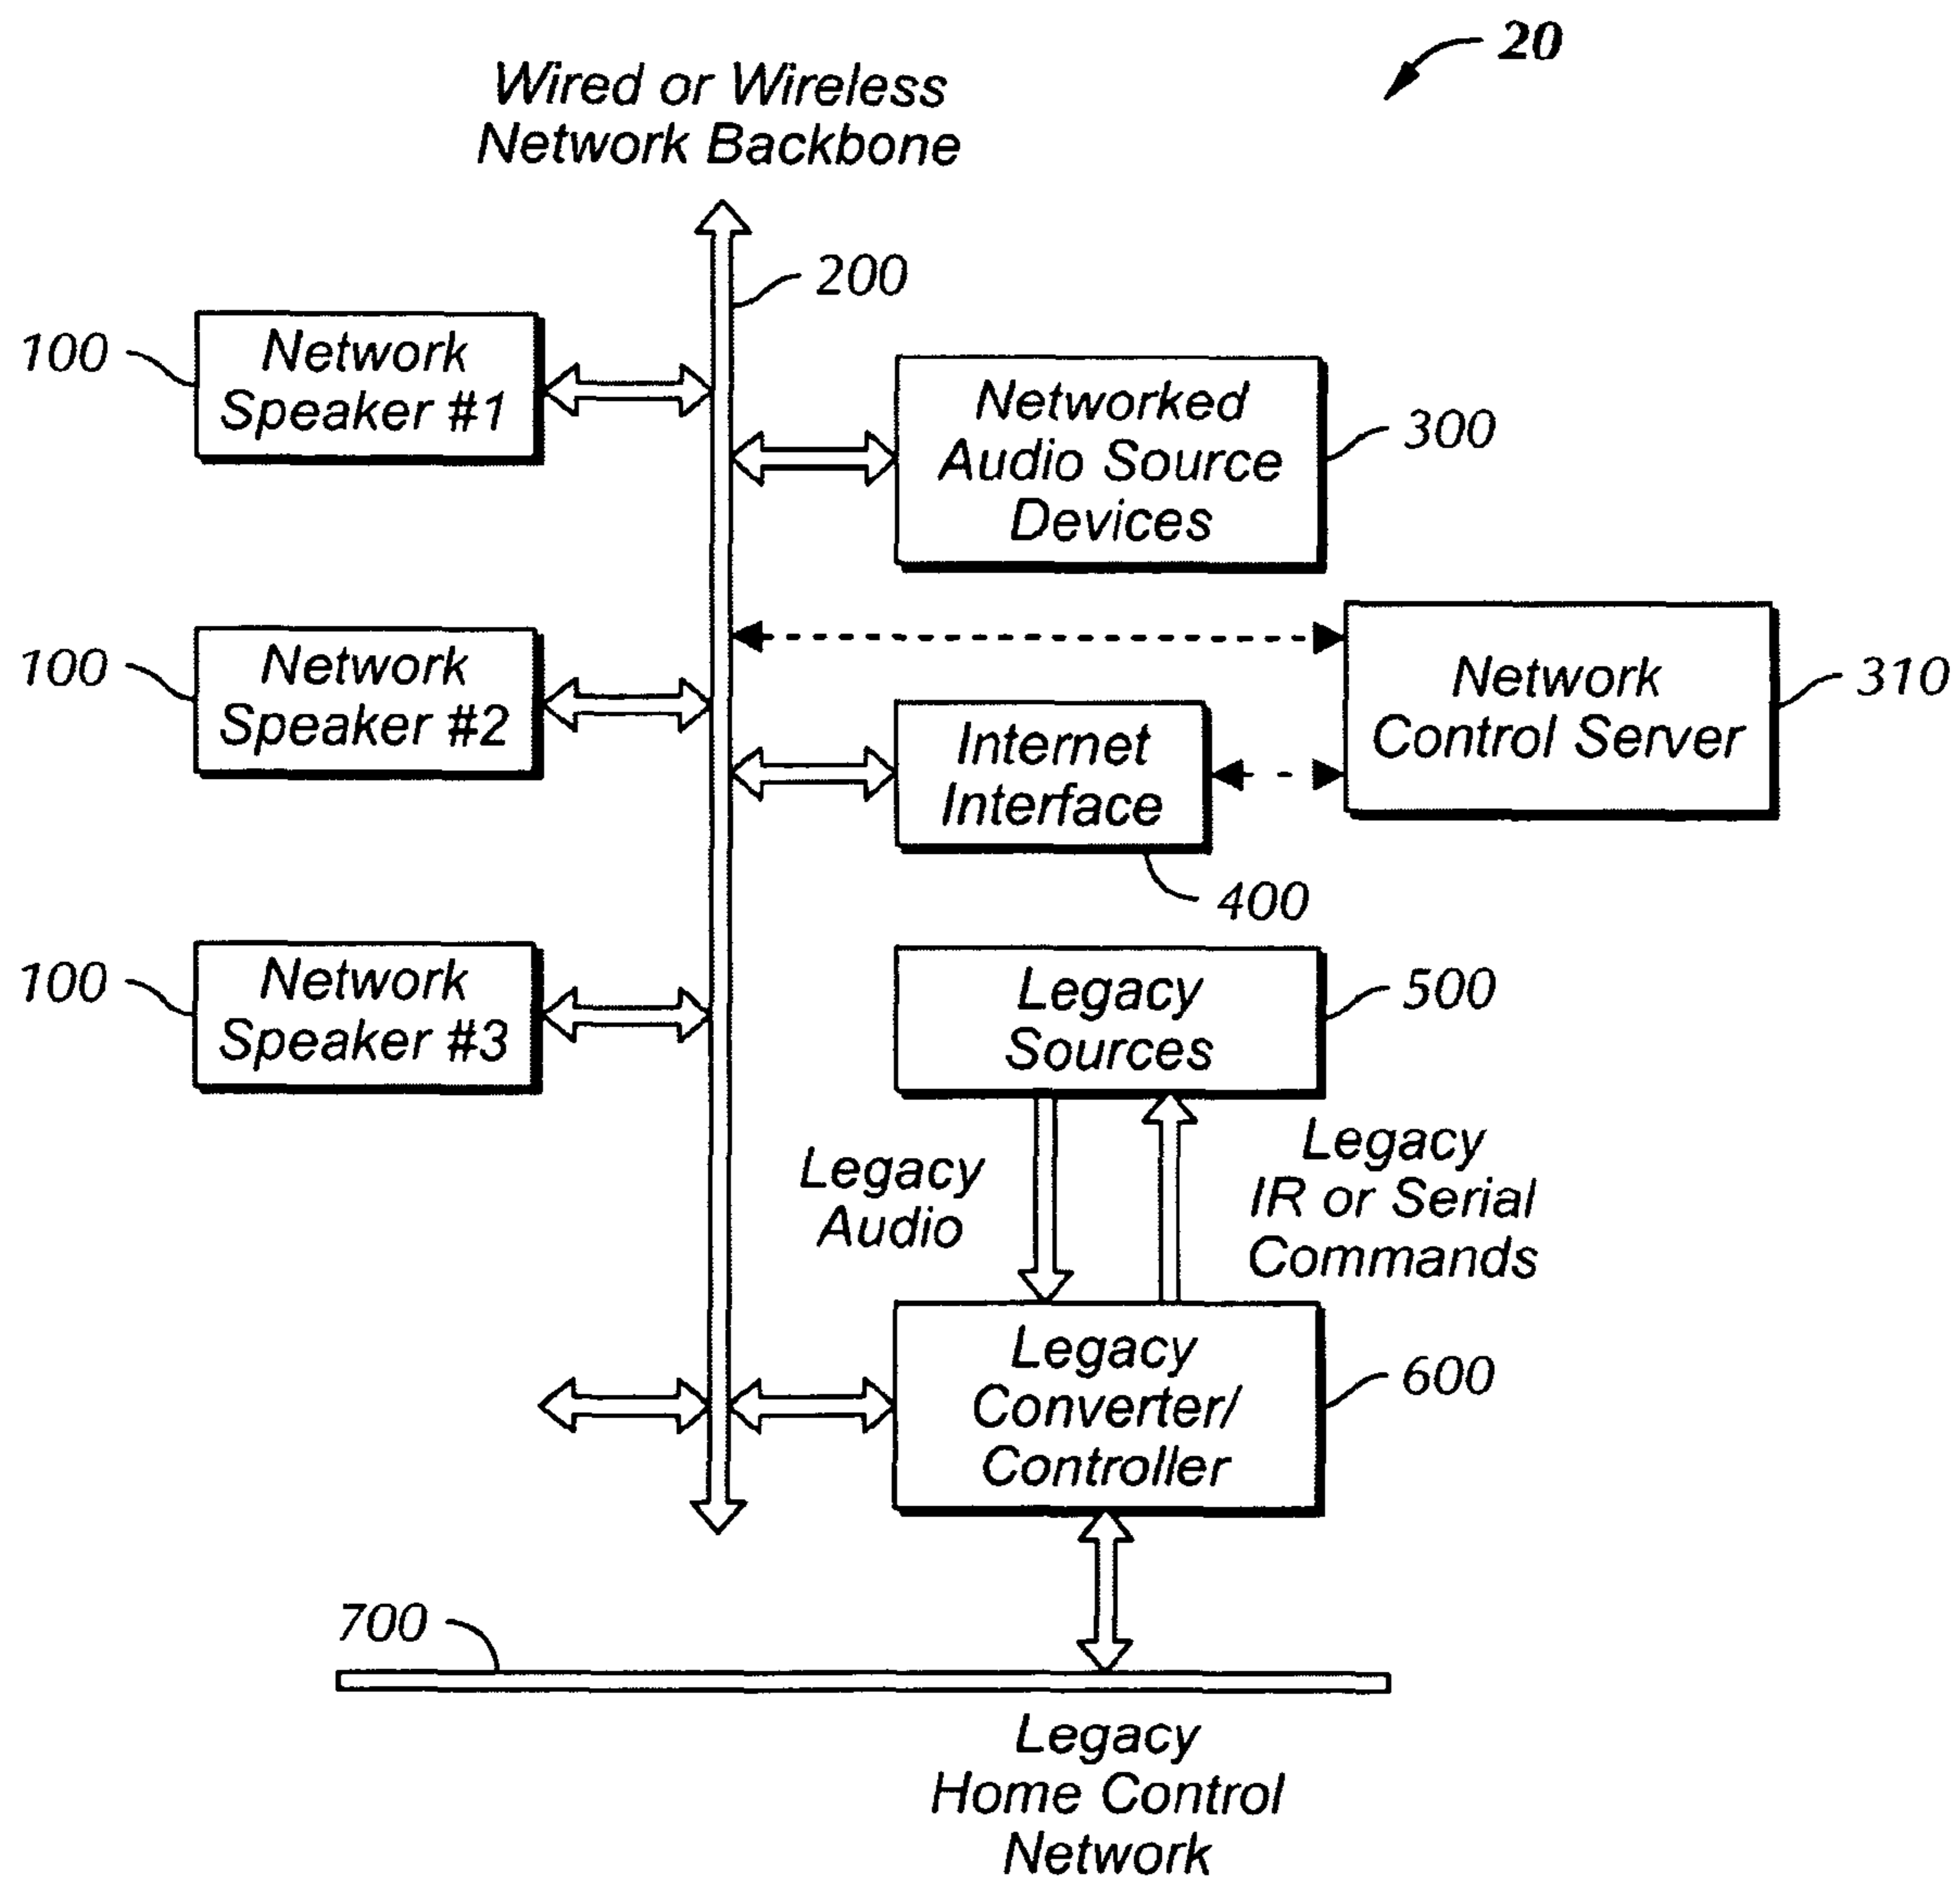 20
Wired or Wireless
Network Backbone
200
100
Network
Speaker #1
Networked
Audio Source
Devices
300
100
Network
Speaker #2
Network
Control Server
310
Internet
Interface
400
100
Network
Speaker #3
Legacy
Sources
500
Legacy
Audio
Legacy
IR or Serial
Commands
Legacy
Converter/
Controller
600
700
Legacy
Home Control
Network